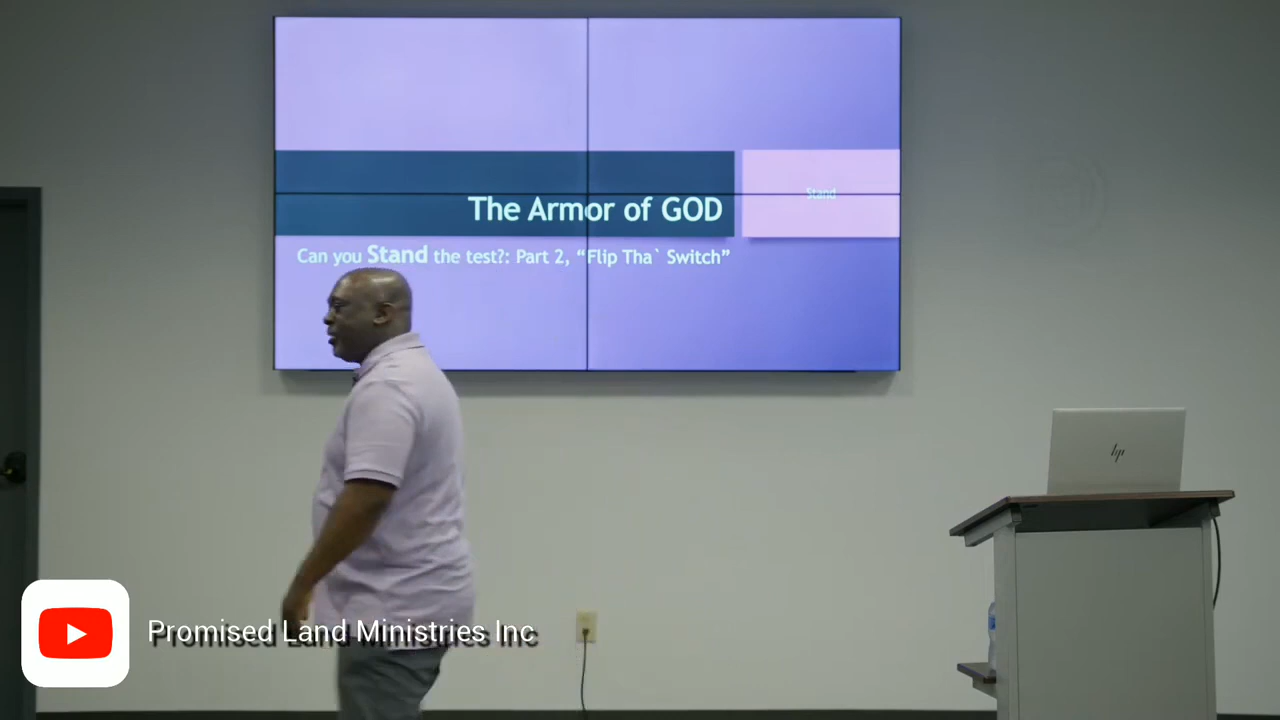 Stand
The Armor of GOD
Can you Stand the test?: Part 2, “Flip Tha` Switch”
hp
Promised Land Ministries Inc